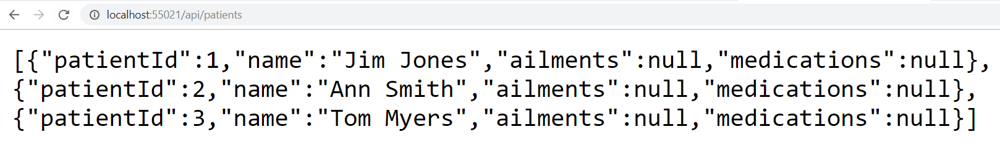 localhost:55021/api/patients
[{"patientId":1,"name":"Jim Jones","ailments":null,"medications":null},
{"patientId":2,"name":"Ann Smith","ailments":null,"medications":null},
{"patientId":3,"name":"Tom Myers","ailments":null,"medications":null}]